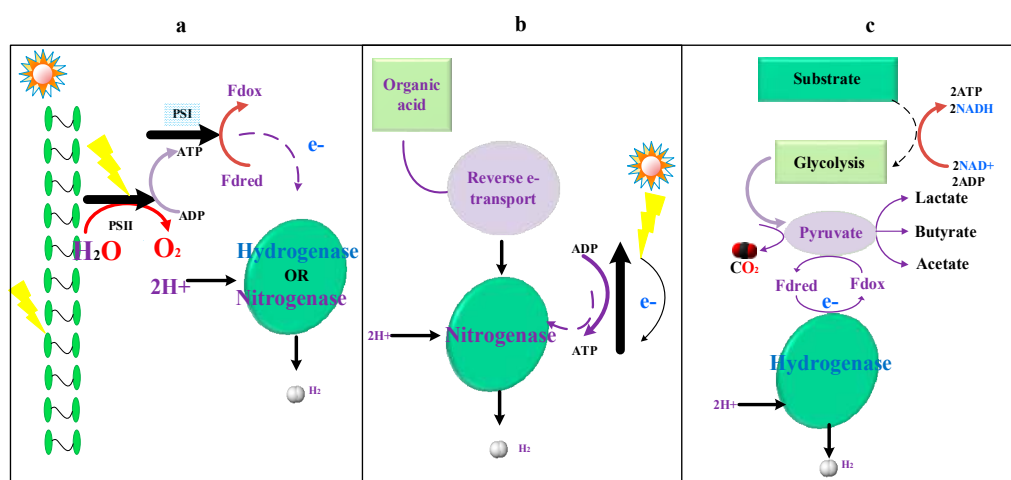 a
PSI
Fdox
ATP
e-
Fdred
ADP
PSII
H2O
O2
Hydrogenase
OR
Nitrogenase
2H+
H2
b
Organic
acid
Reverse e-
transport
ADP
e-
ATP
2H+
Nitrogenase
H2
c
Substrate
2ATP
2NADH
Glycolysis
2NAD+
2ADP
Lactate
Pyruvate
Butyrate
CO2
Acetate
Fdred
Fdox
e-
Hydrogenase
2H+
H2